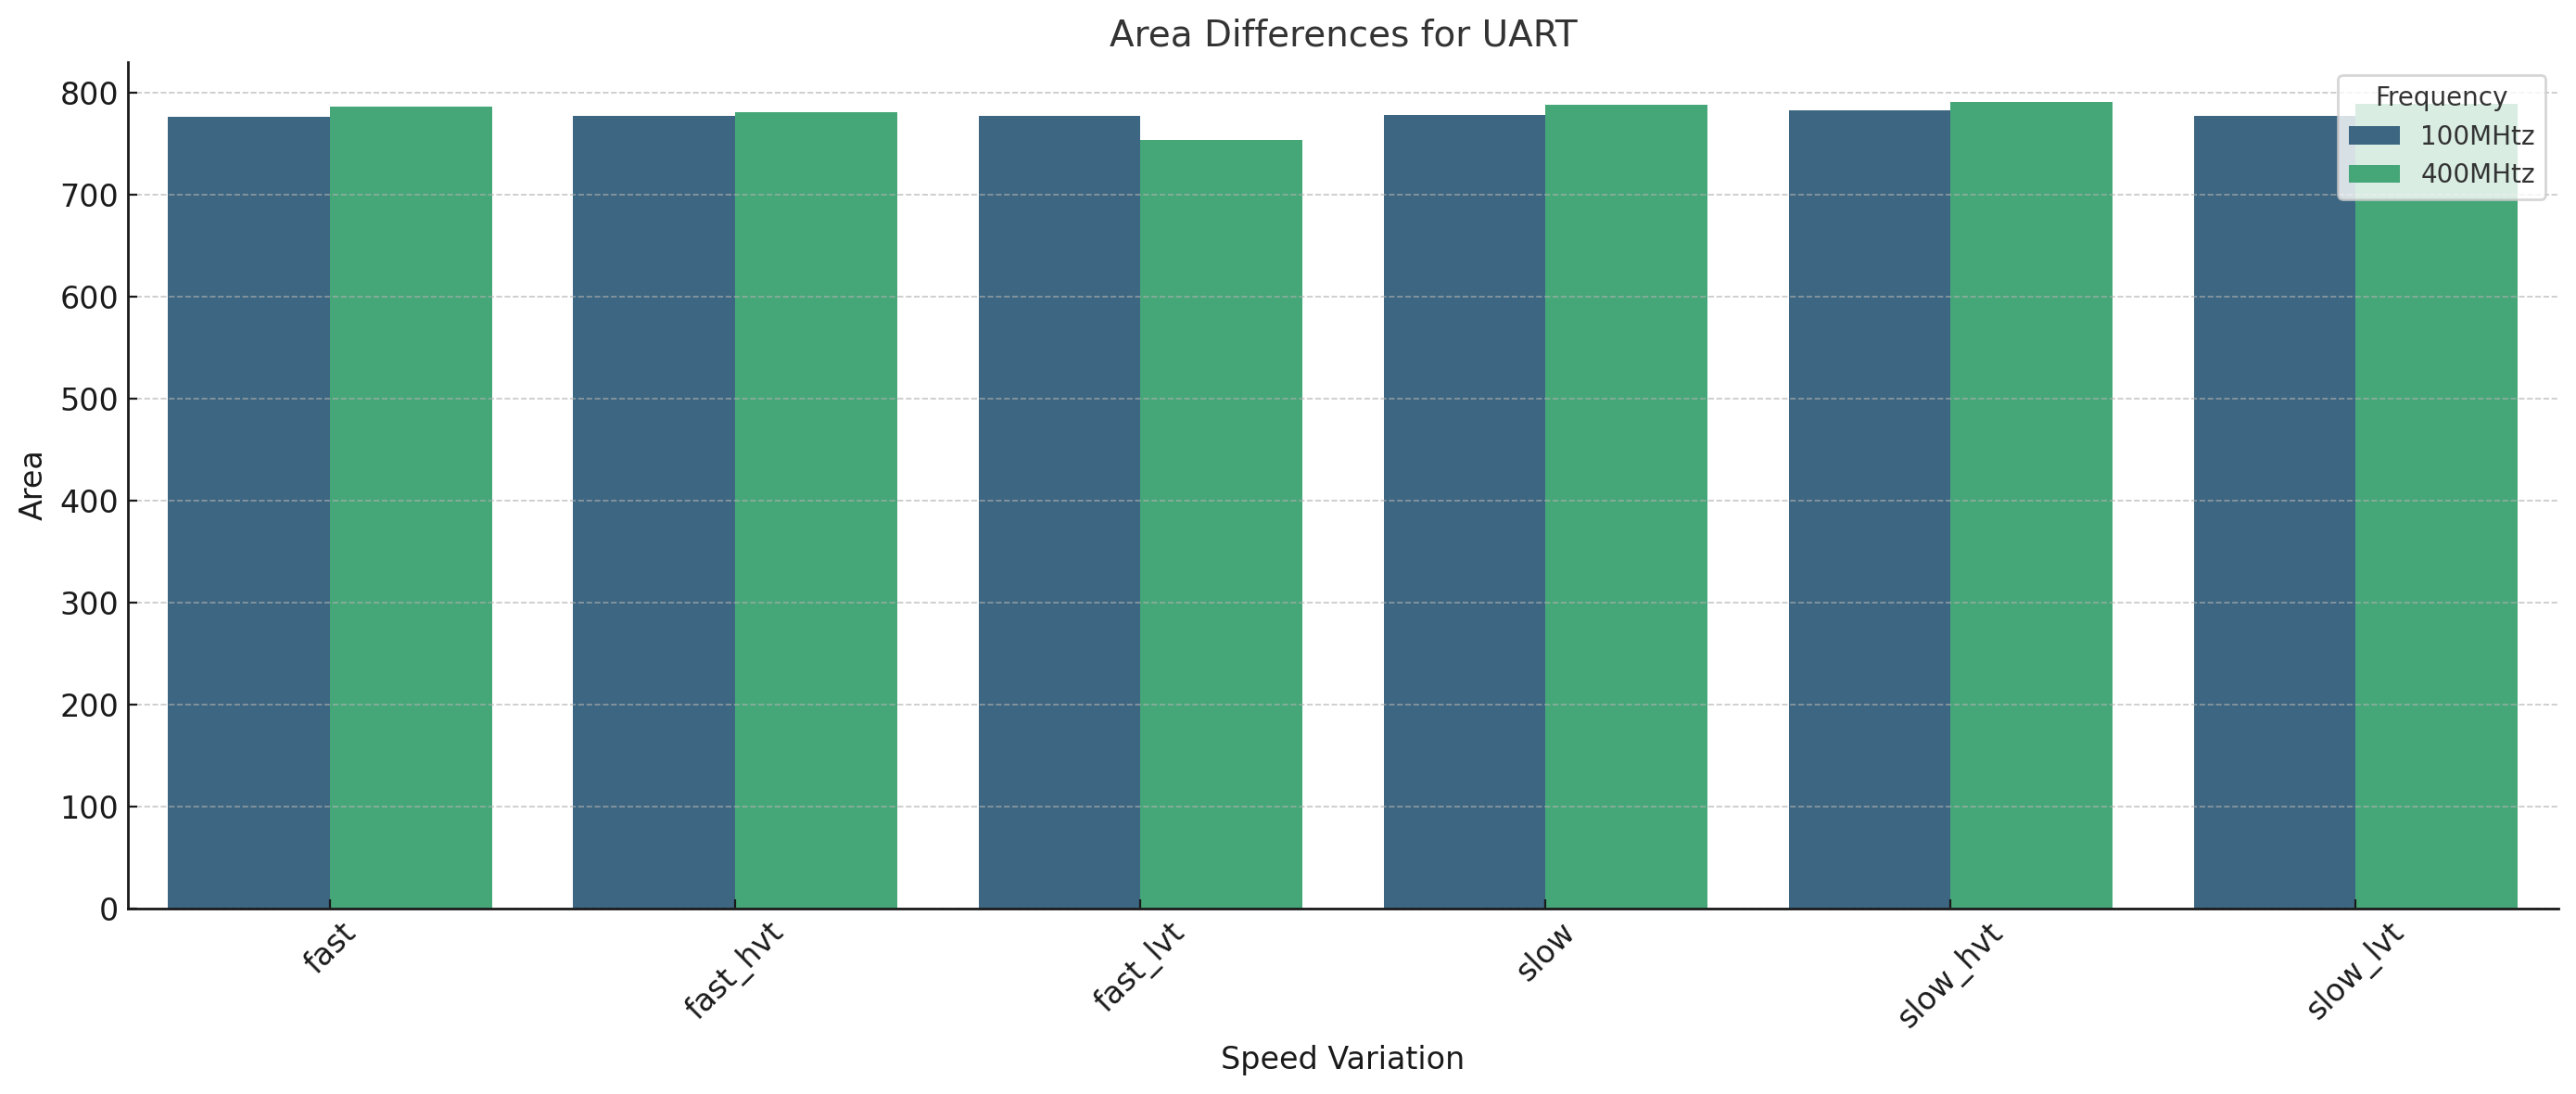 Area Differences for UART
Frequency
100MHtz
400MHtz
Area
800
700
600
500
400
300
200
100
0
fast
fast_hvt
fast_lvt
slow
slow_hvt
slow_lvt
Speed Variation